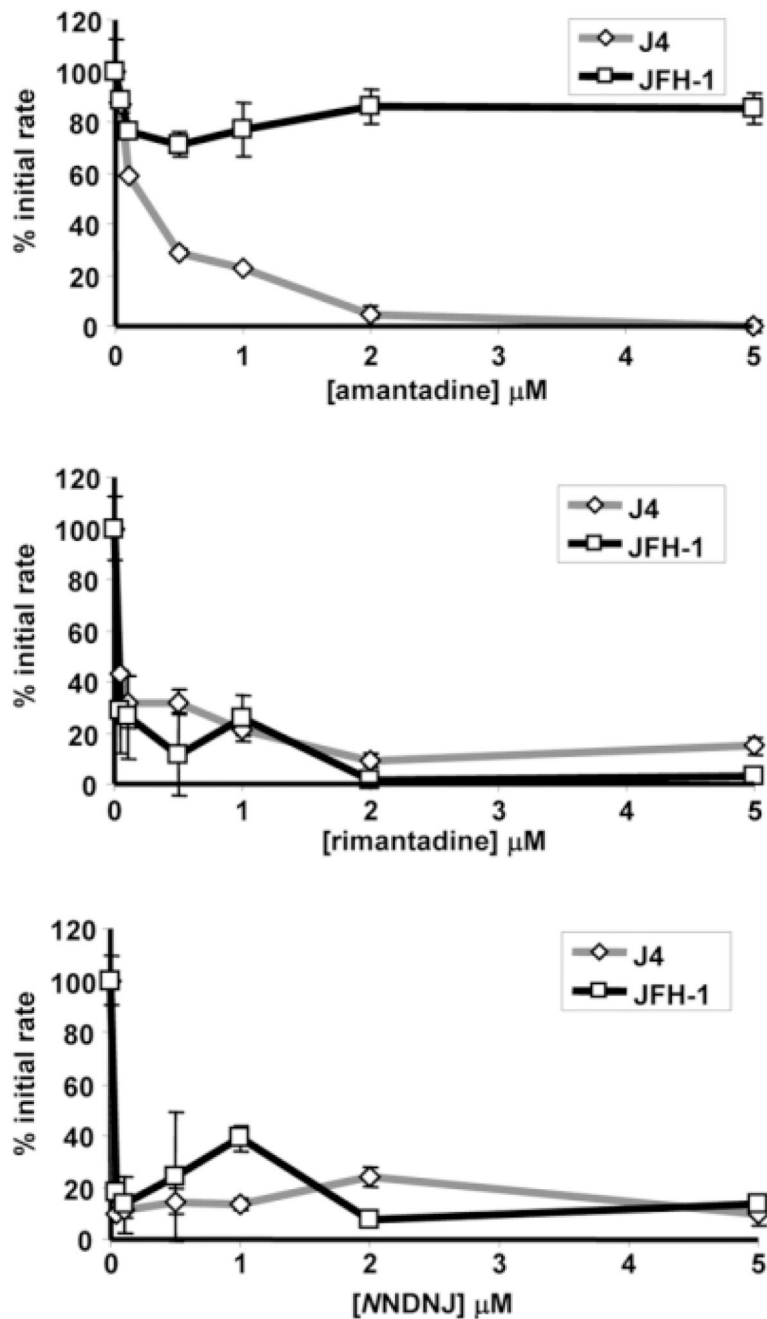 120
100
80
60
40
20
0
% initial rate
J4
JFH-1
0 1 2 3 4 5
[amantadine] μM
120
100
80
60
40
20
0
% initial rate
J4
JFH-1
0 1 2 3 4 5
[rimantadine] μM
120
100
80
60
40
20
0
% initial rate
J4
JFH-1
0 1 2 3 4 5
[NNDNJ] μM